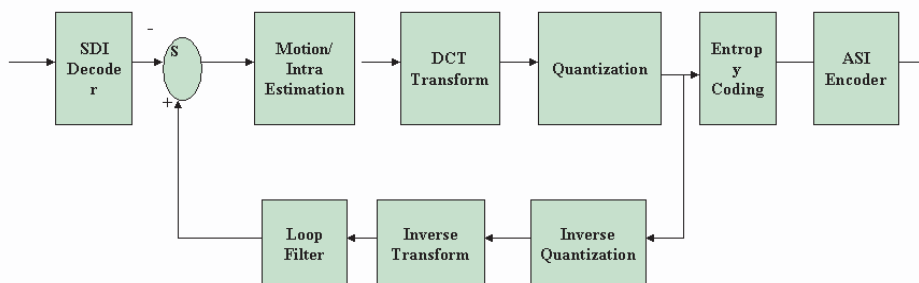 SDI
Decode
r
-
S
+
Motion/
Intra
Estimation
DCT
Transform
Quantization
Entrop
y
Coding
ASI
Encoder
Loop
Filter
Inverse
Transform
Inverse
Quantization